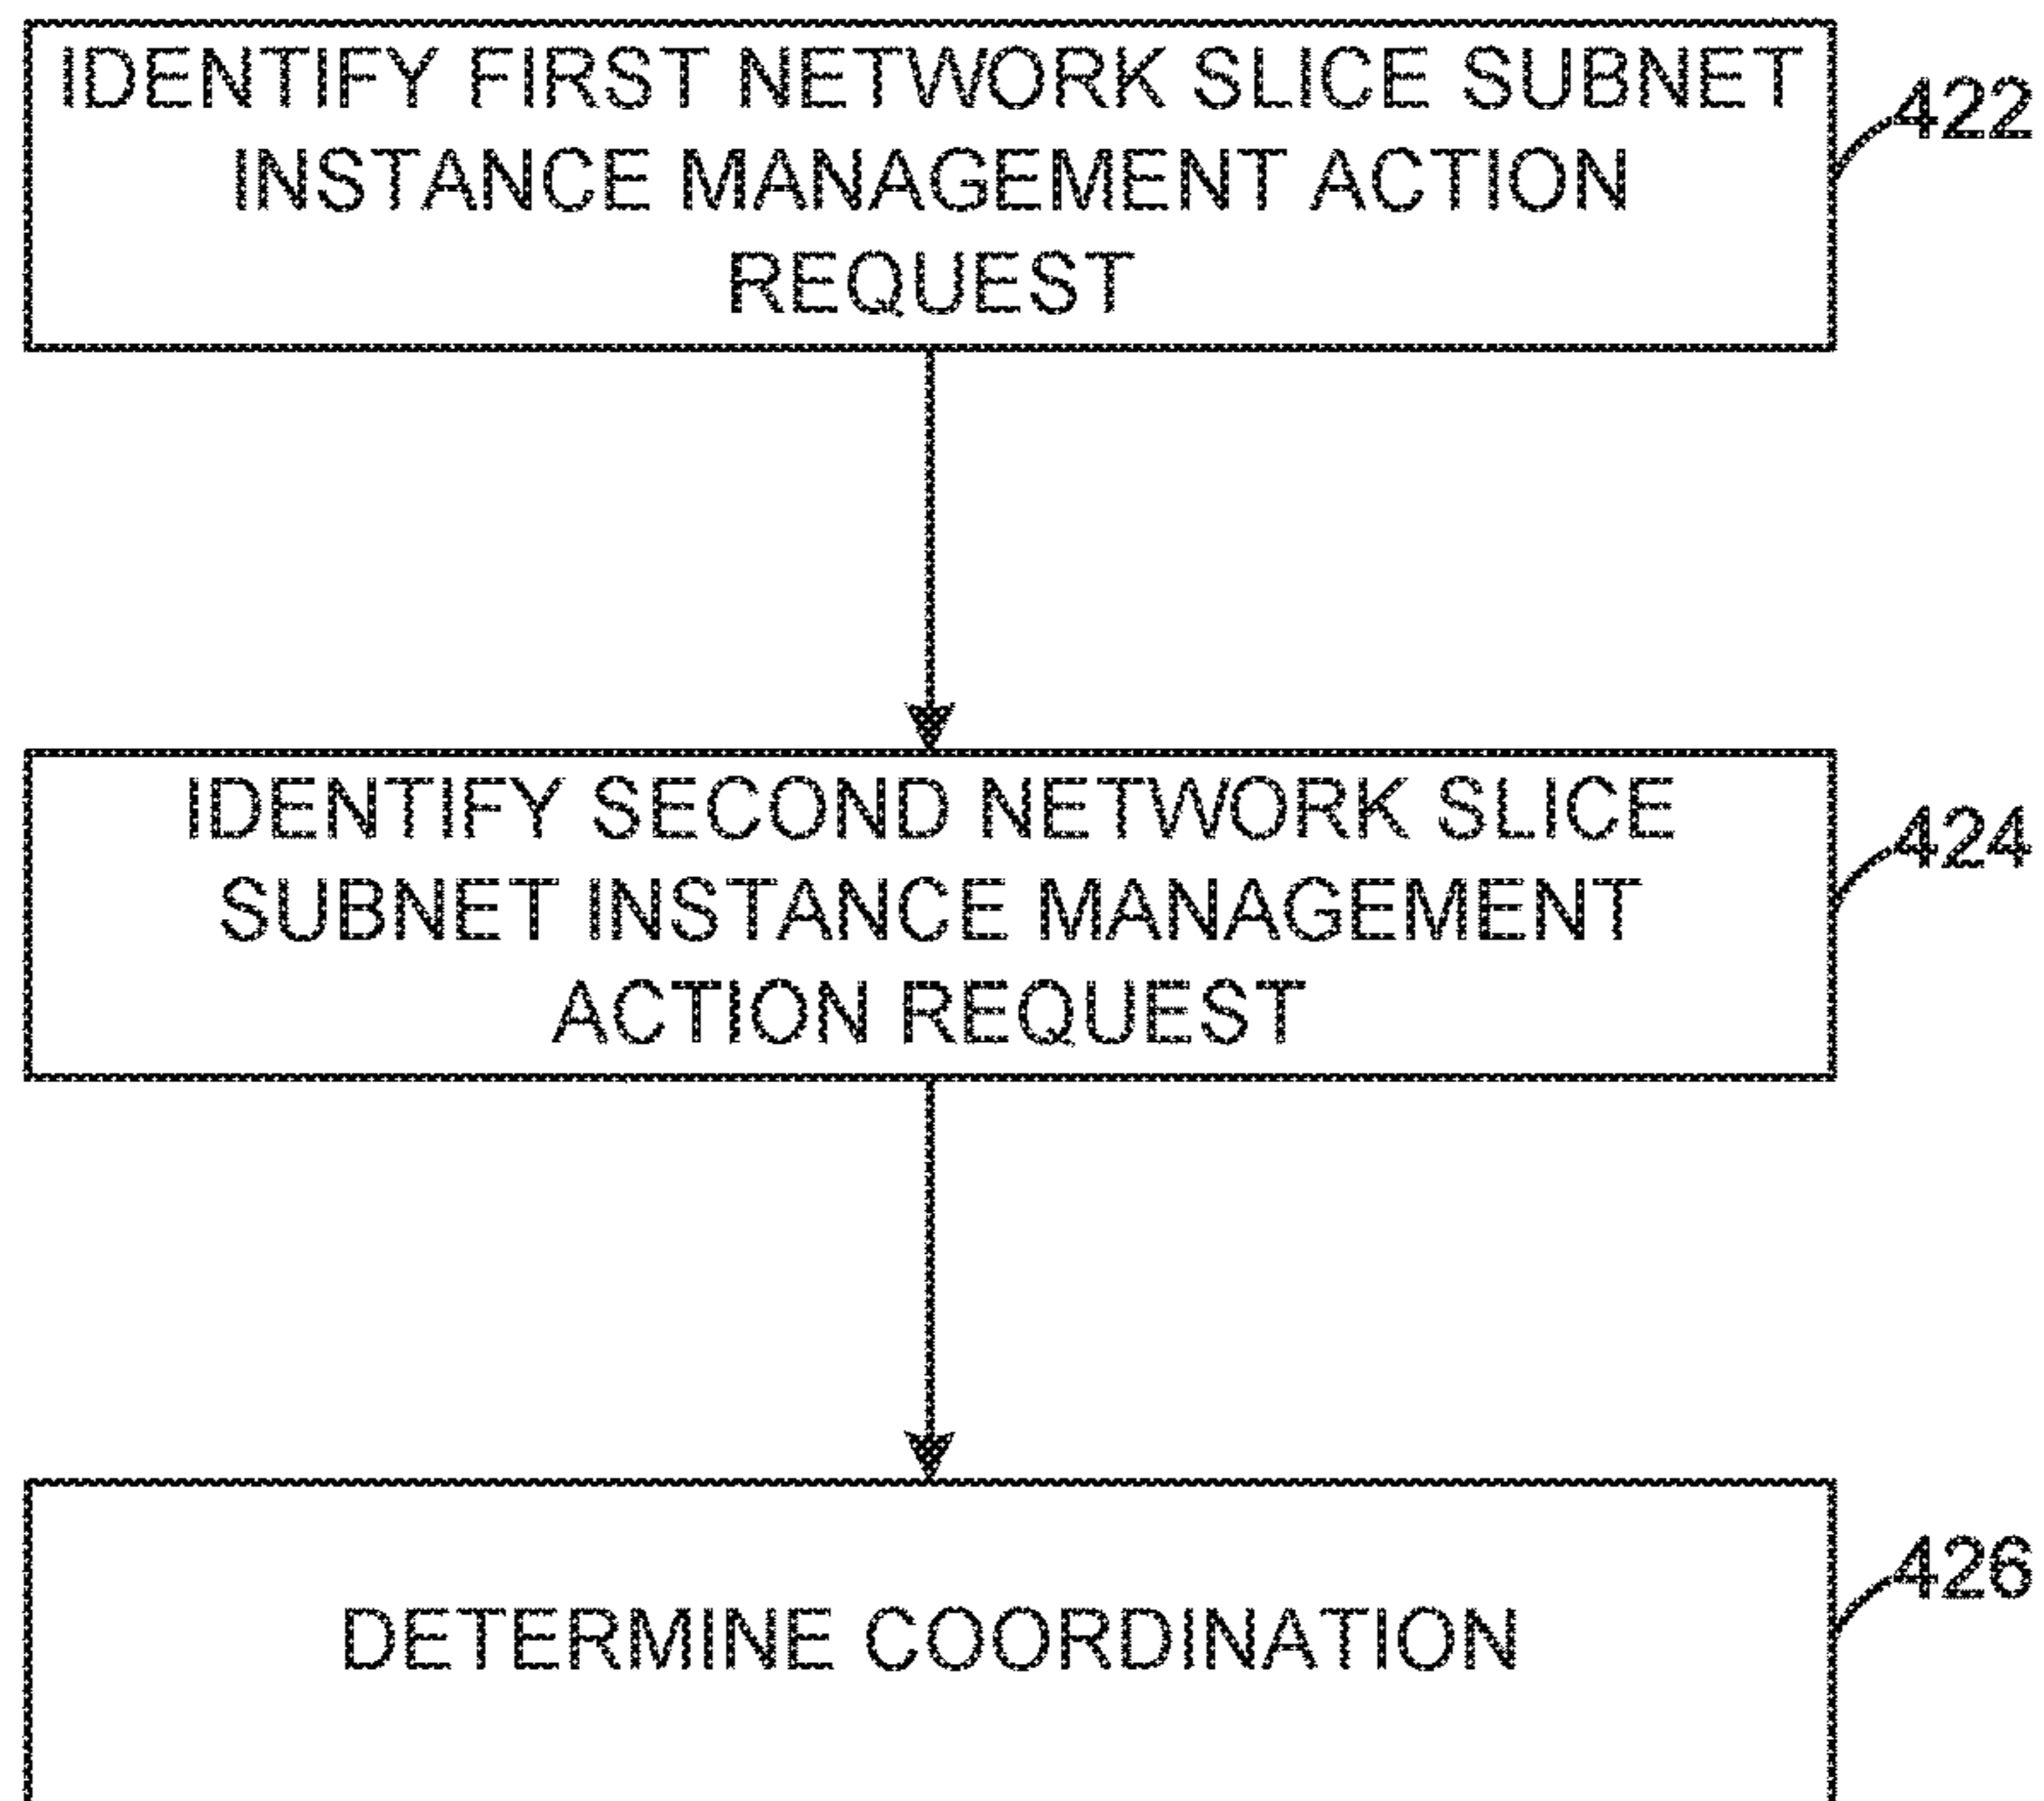 IDENTIFY FIRST NETWORK SLICE SUBNET
INSTANCE MANAGEMENT ACTION
REQUEST
422
IDENTIFY SECOND NETWORK SLICE
SUBNET INSTANCE MANAGEMENT
ACTION REQUEST
424
DETERMINE COORDINATION
426